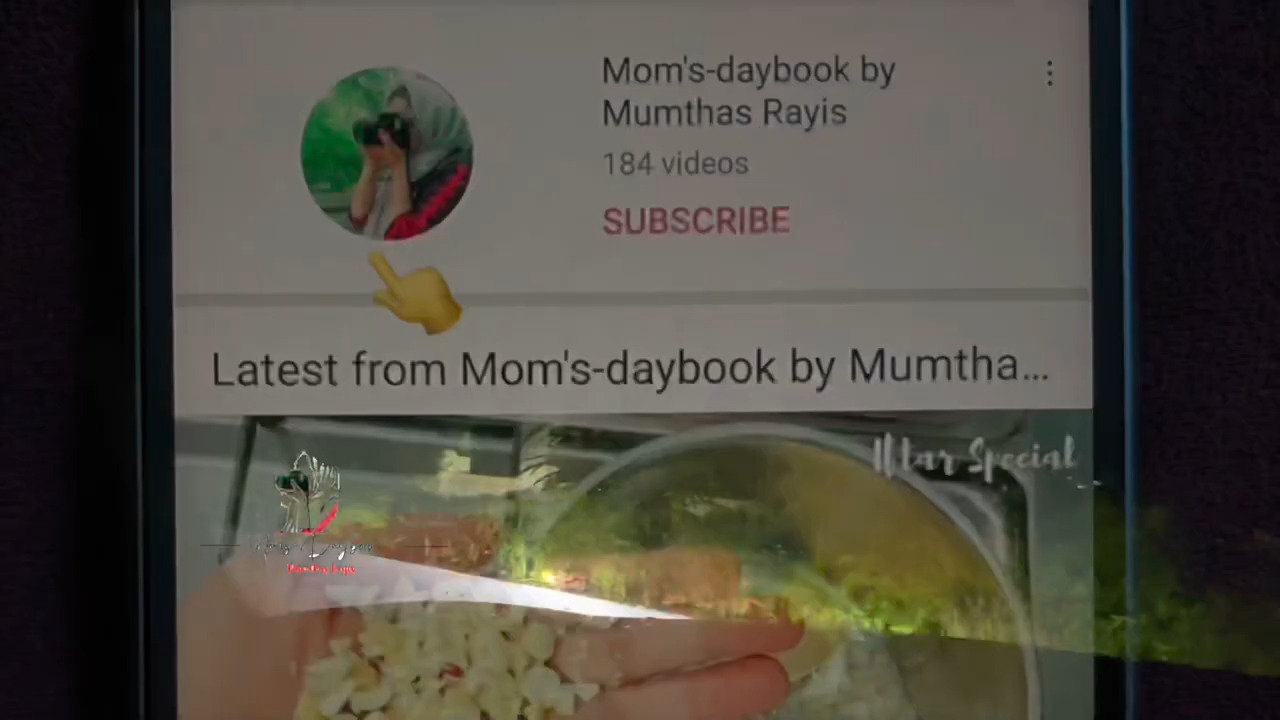 Mom's-daybook by
Mumthas Rayis
184 videos
SUBSCRIBE
Latest from Mom's-daybook by Mumtha...
Iftar Special